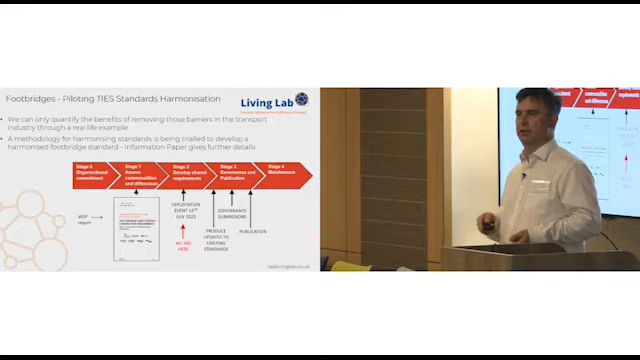 Footbridges - Piloting TIES Standards Harmonisation
Living Lab
We can only quantify the benefits of removing those barriers in the transport
industry through a real life example
A methodology for harmonising standards is being trialled to develop a
harmonised footbridge standard - Information Paper gives further details
Stage 0
Organisational
commitment
Stage 1
Assess
commonalities
and differences
Stage 2
Develop shared
requirements
Stage 3
Governance and
Publication
Stage 4
Maintenance
WSP
report
EXPLOITATION
EVENT 13TH
JULY 2022
WE ARE
HERE
GOVERNANCE
SUBMISSIONS
PRODUCE
UPDATES TO
EXISTING
STANDARDS
PUBLICATION
tieslivinglab.co.uk